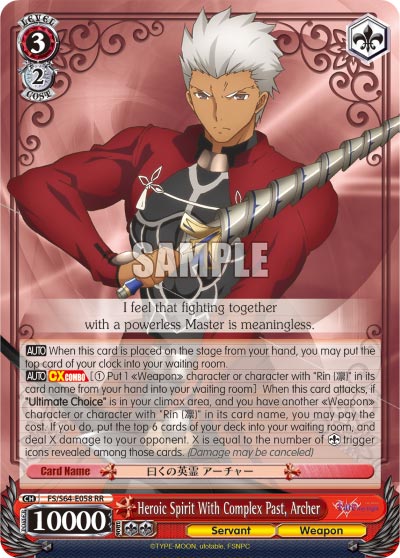 LEVEL
3
2
COST
SAMPLE
I feel that fighting together
with a powerless Master is meaningless.
AUTO When this card is placed on the stage from your hand, you may put the
top card of your clock into your waiting room.
AUTO CXCOMBO [① Put 1 «Weapon» character or character with "Rin (凛)" in its
card name from your hand into your waiting room] When this card attacks, if
"Ultimate Choice" is in your climax area, and you have another «Weapon»
character or character with "Rin (凛)" in its card name, you may pay the
cost. If you do, put the top 4 cards of your deck into your waiting room, and
deal X damage to your opponent. X is equal to the number of trigger
icons revealed among those cards. (Damage may be canceled)
Card Name 曰くの英霊 アーチャー
CH FS/S64-E058 RR
Heroic Spirit With Complex Past, Archer
POWER 10000 SOUL
Servant Weapon
©TYPE-MOON, ufotable, FSNPC